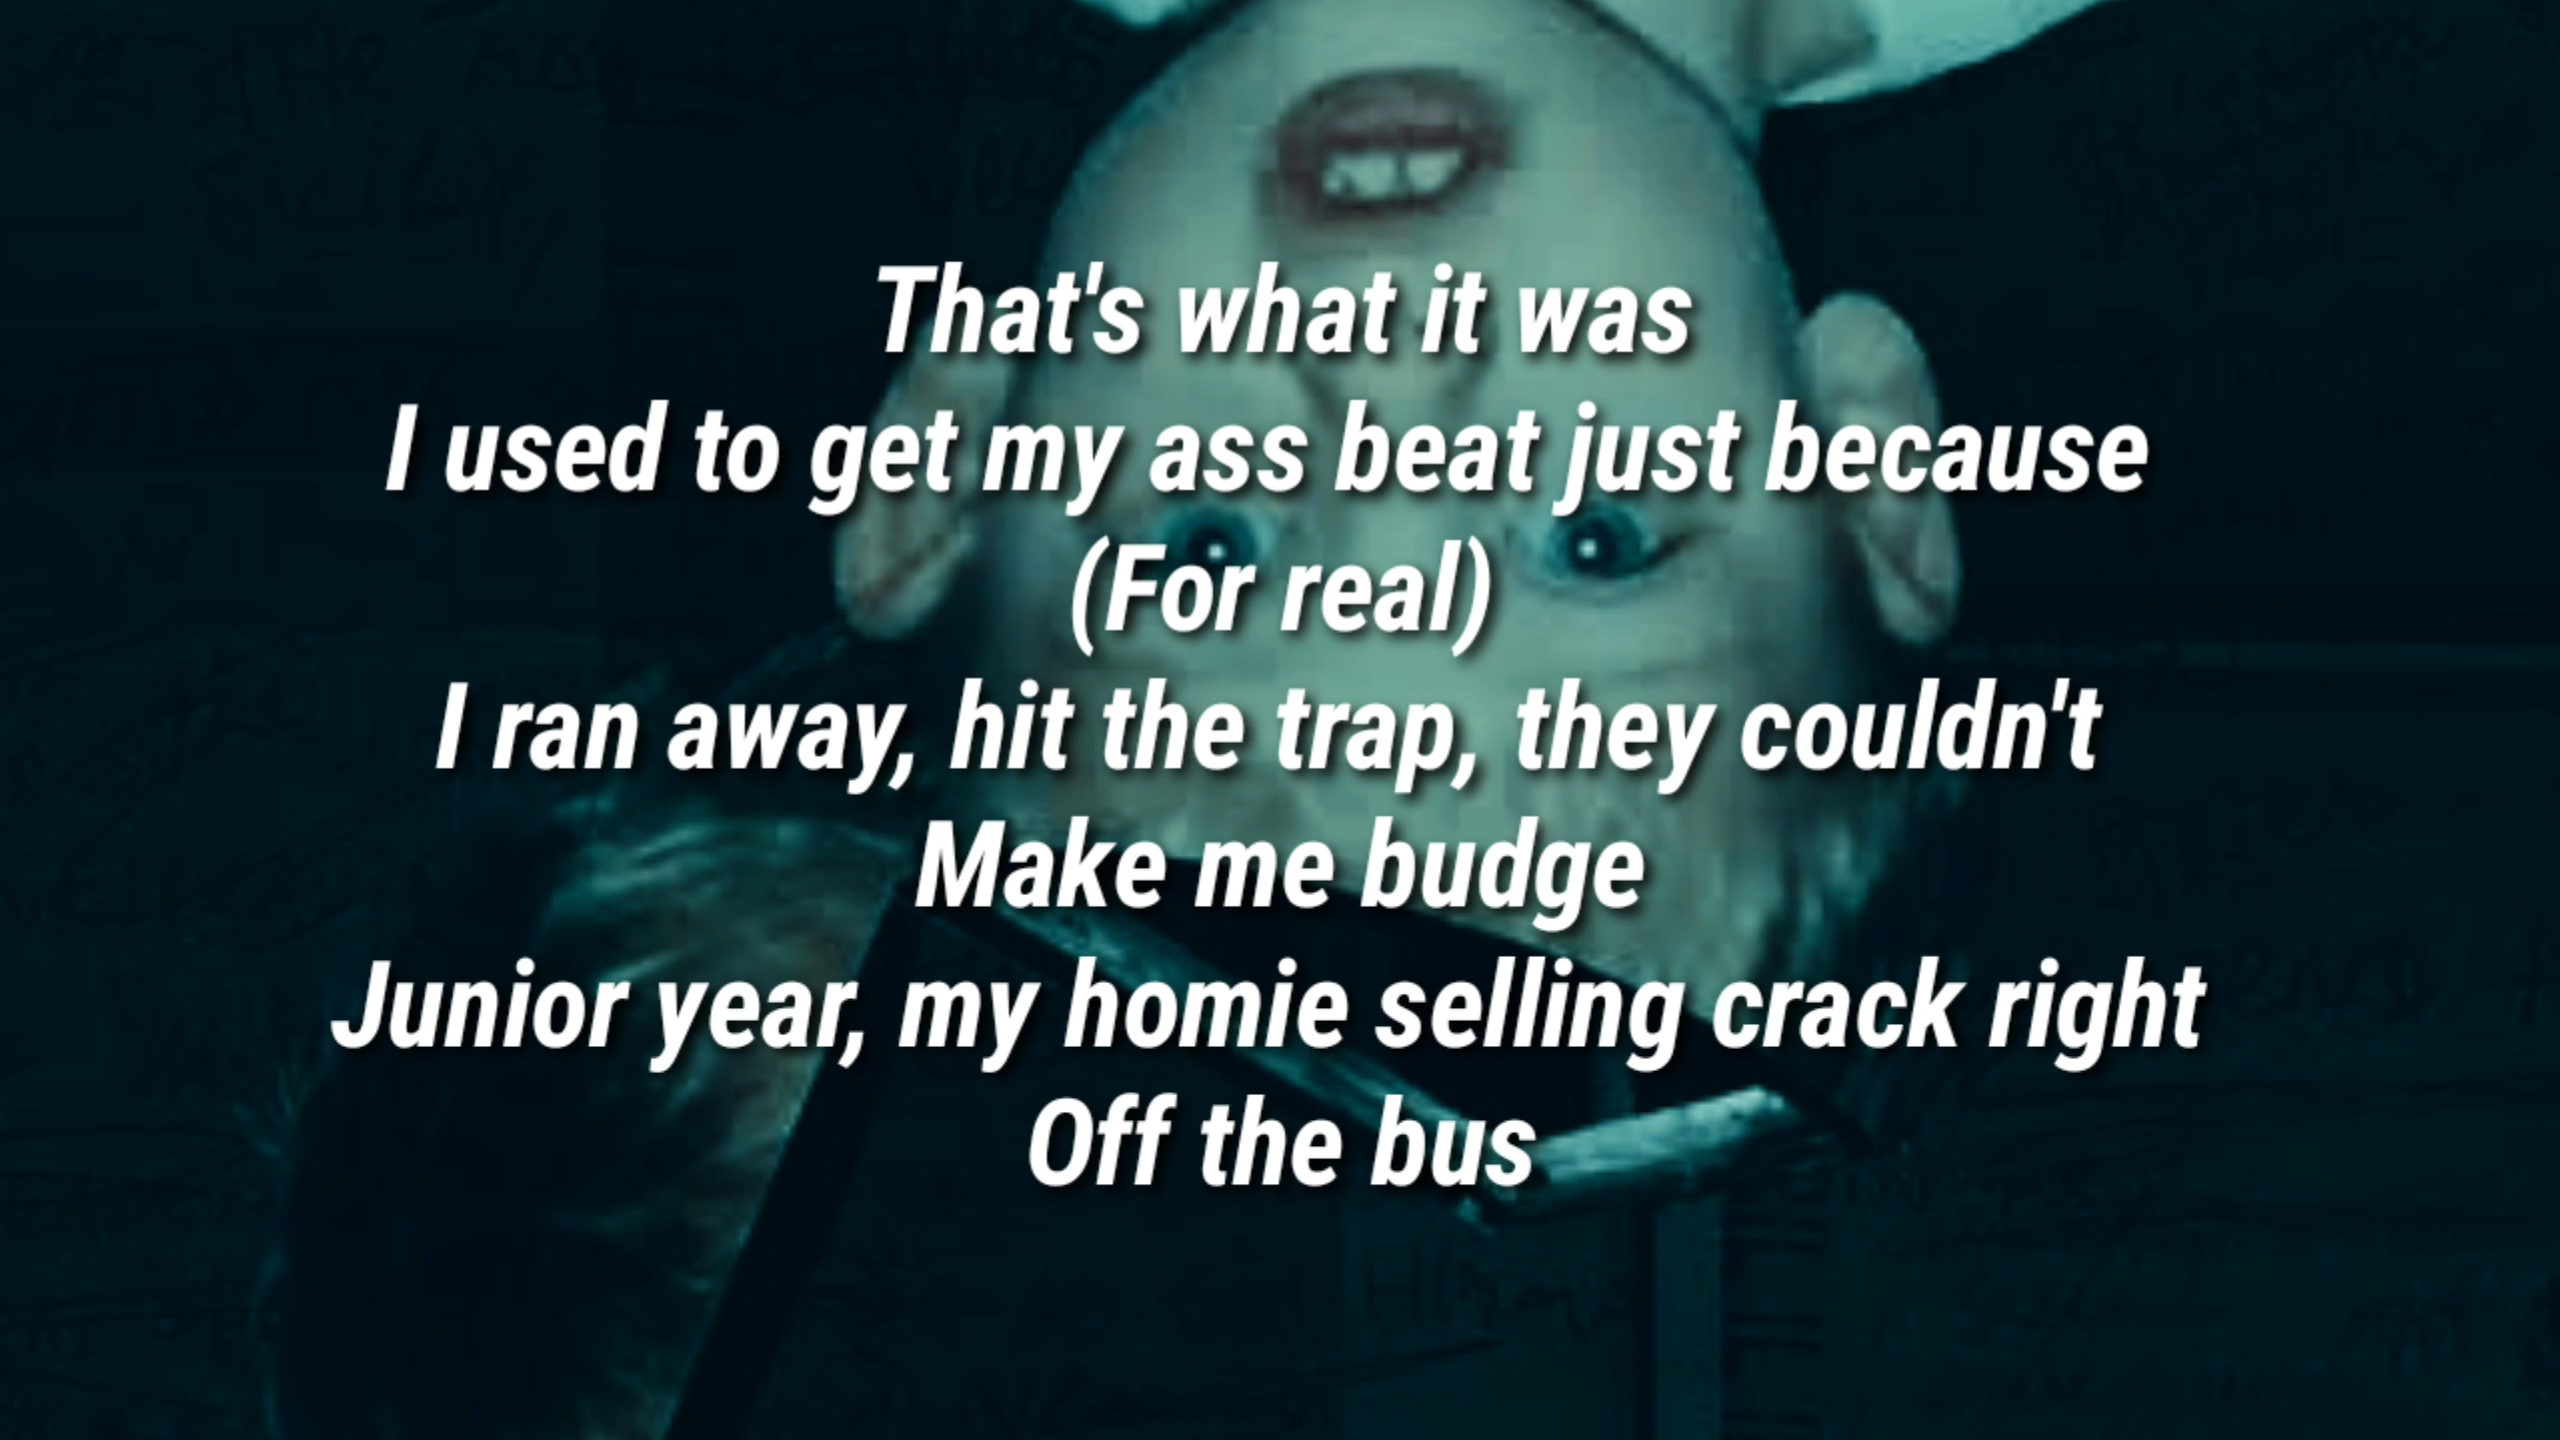 That's what it was
I used to get my ass beat just because
(For real)
I ran away, hit the trap, they couldn't
Make me budge
Junior year, my homie selling crack right
Off the bus